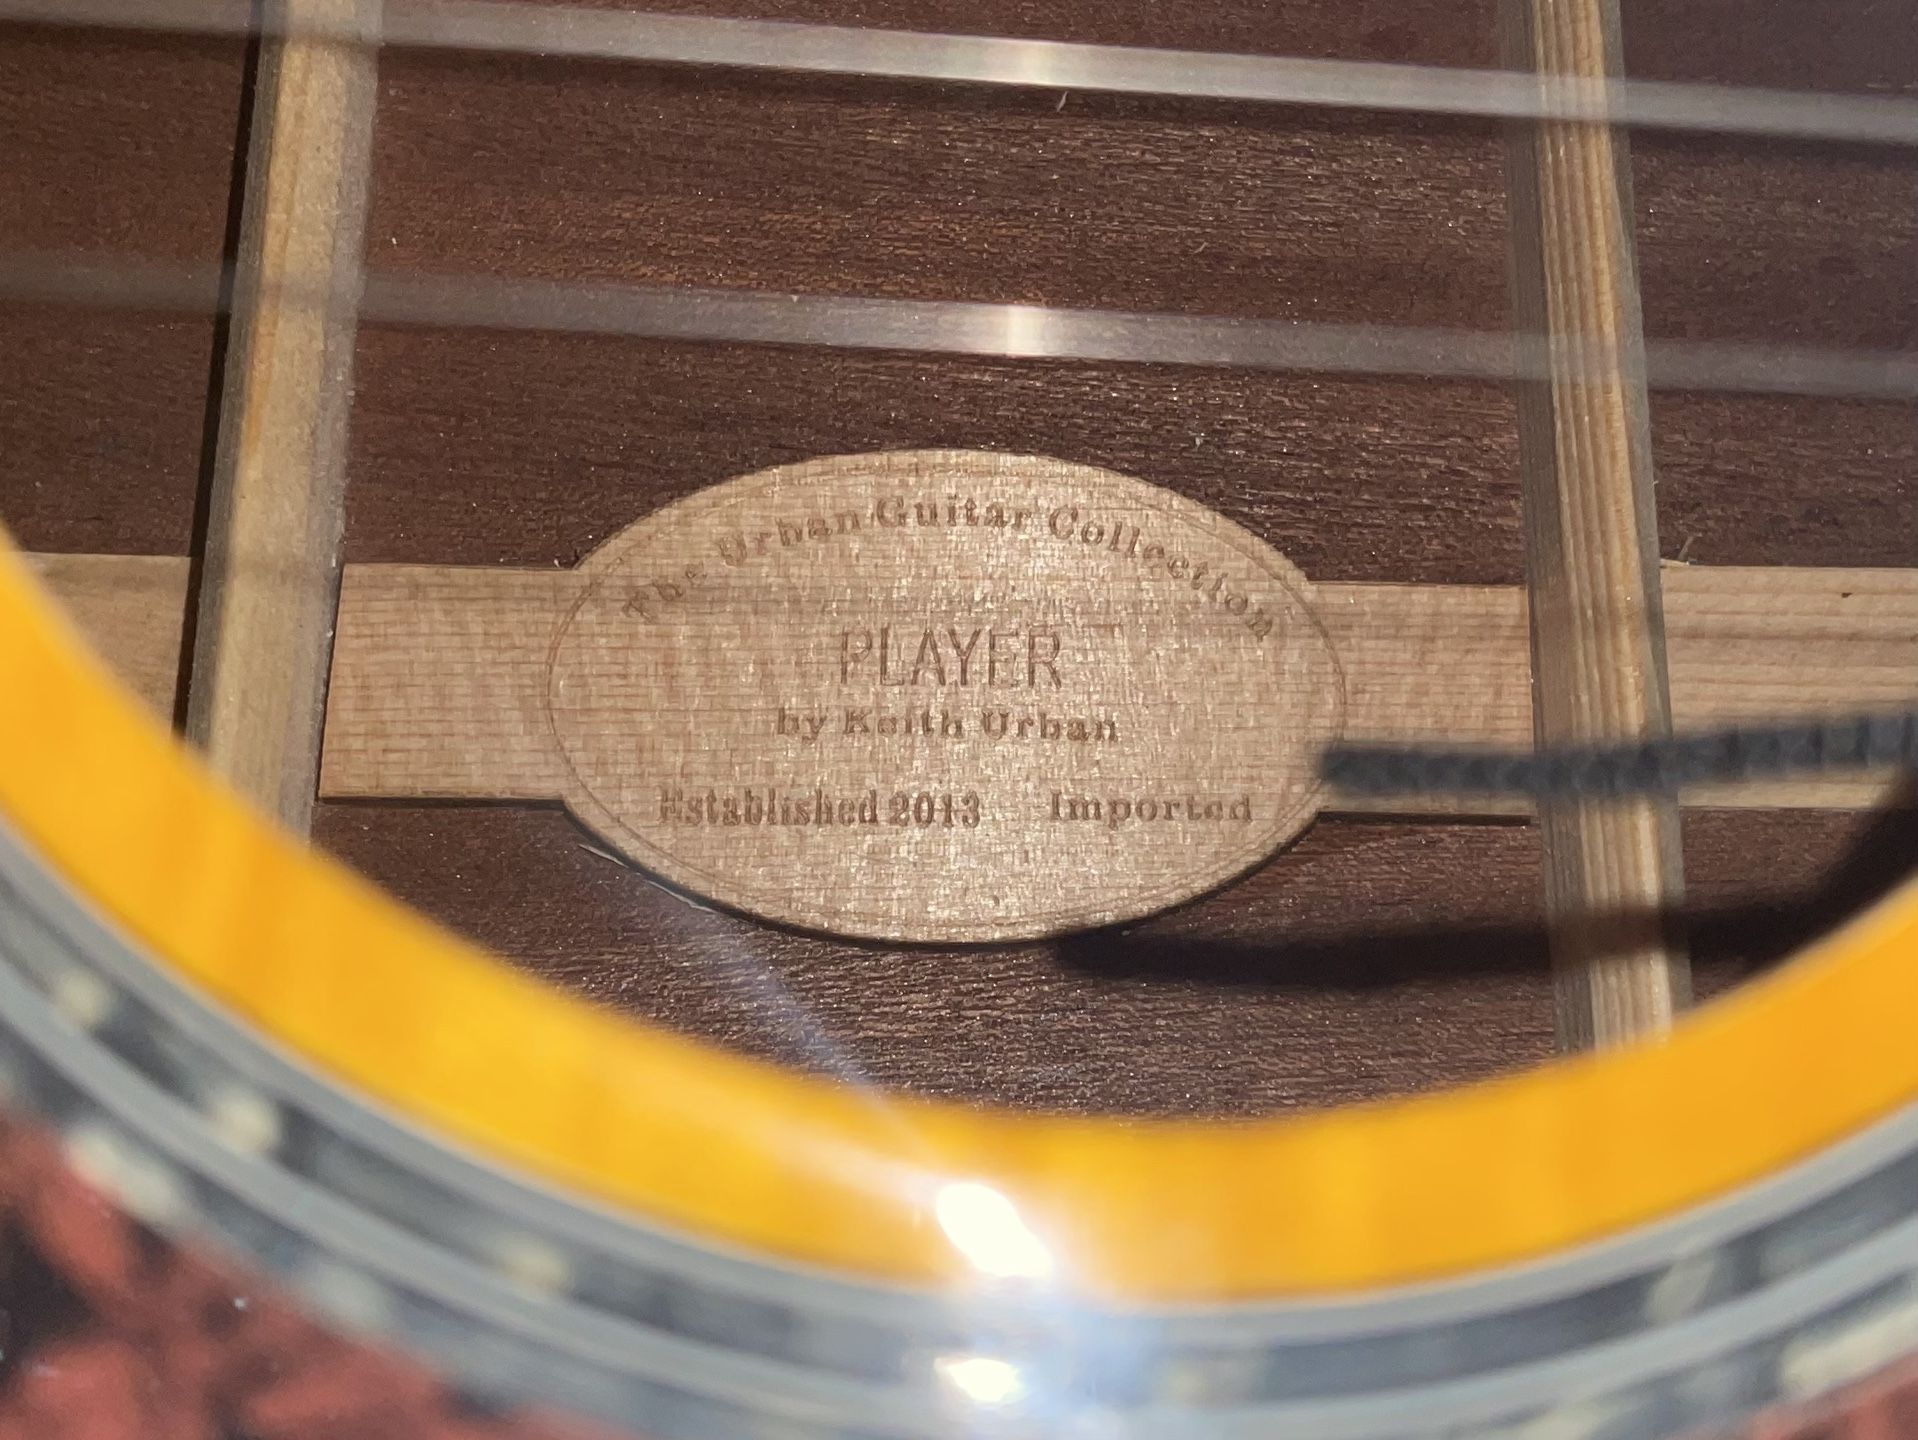 The Urban Guitar Collection
PLAYER
by Keith Urban
Established 2013 Imported